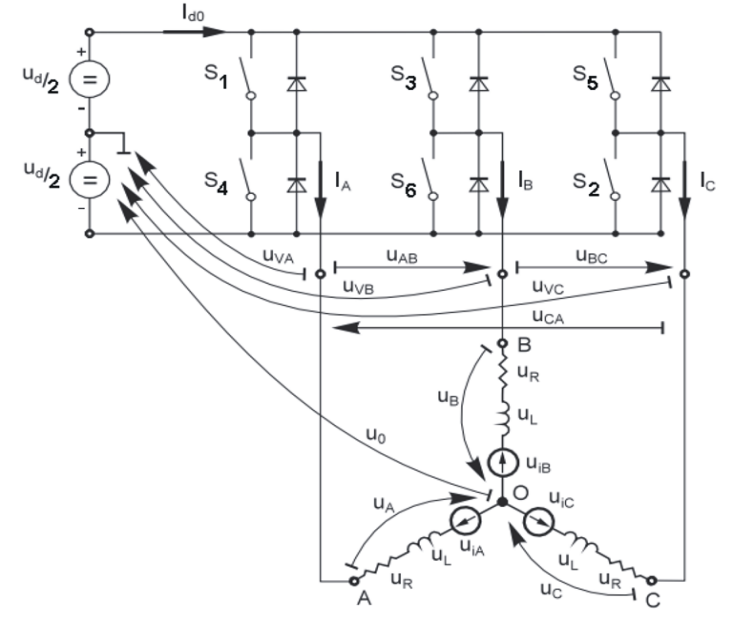 Id0
+
ud/2
=
-
S1
S3
S5
+
ud/2
=
-
S4
IA
S6
IB
S2
IC
uVA
uAB
uBC
uVB
uVC
uCA
B
uR
uB
uL
u0
uiB
O
uA
uiC
uiA
uL
uL
uR
uR
uC
A
C